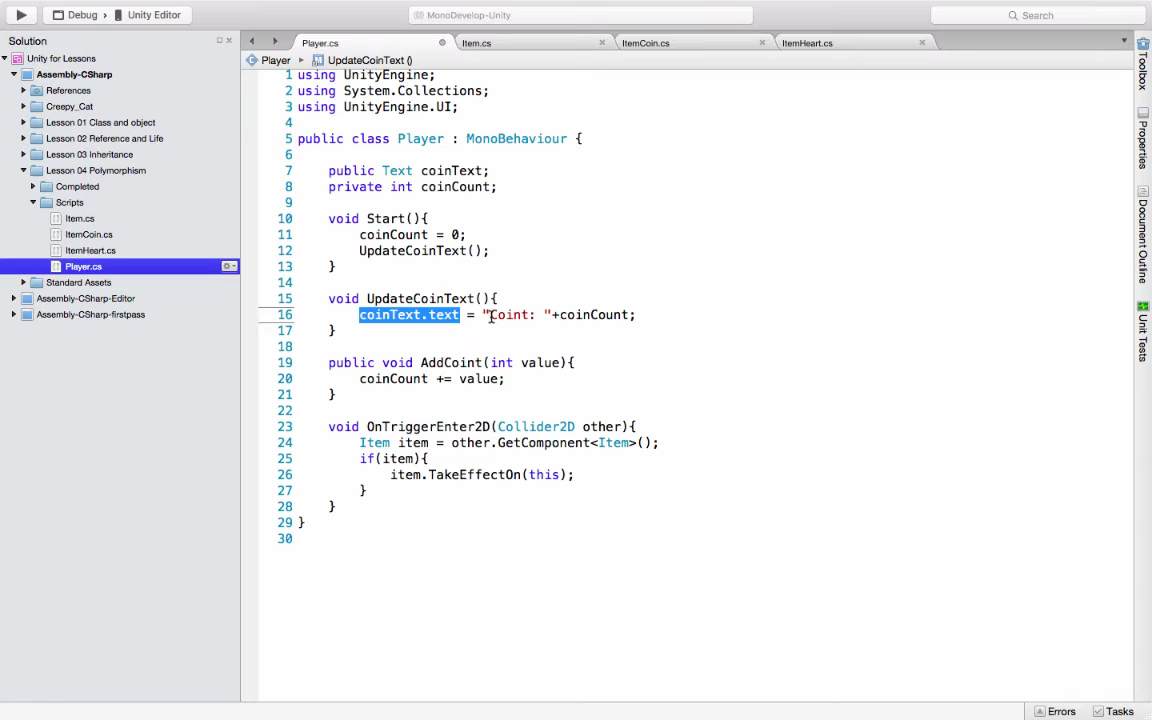 Debug › Unity Editor
MonoDevelop-Unity
Search
Solution
Unity for Lessons
Assembly-CSharp
References
Creepy_Cat
Lesson 01 Class and object
Lesson 02 Reference and Life
Lesson 03 Inheritance
Lesson 04 Polymorphism
Completed
Scripts
Item.cs
ItemCoin.cs
ItemHeart.cs
Player.cs
Standard Assets
Assembly-CSharp-Editor
Assembly-CSharp-firstpass
Player.cs
Item.cs
ItemCoin.cs
ItemHeart.cs
Player
UpdateCoinText ()
1 using UnityEngine;
2 using System.Collections;
3 using UnityEngine.UI;
4
5 public class Player : MonoBehaviour {
6
7 public Text coinText;
8 private int coinCount;
9
10 void Start(){
11 coinCount = 0;
12 UpdateCoinText();
13 }
14
15 void UpdateCoinText(){
16 coinText.text = "Coint: "+coinCount;
17 }
18
19 public void AddCoint(int value){
20 coinCount += value;
21 }
22
23 void OnTriggerEnter2D(Collider2D other){
24 Item item = other.GetComponent<Item>();
25 if(item){
26 item.TakeEffectOn(this);
27 }
28 }
29 }
30
Toolbox
Properties
Document Outline
Unit Tests
Errors
Tasks